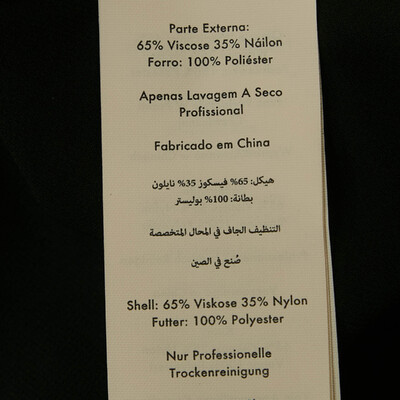 Parte Externa:
65% Viscose 35% Náilon
Forro: 100% Poliéster
Apenas Lavagem A Seco
Profissional
Fabricado em China
هيكل: 65% فيسكوز 35% نايلون
بطانة: 100% بوليستر
التنظيف الجاف في المحال المتخصصة
صُنع في الصين
Shell: 65% Viskose 35% Nylon
Futter: 100% Polyester
Nur Professionelle
Trockenreinigung